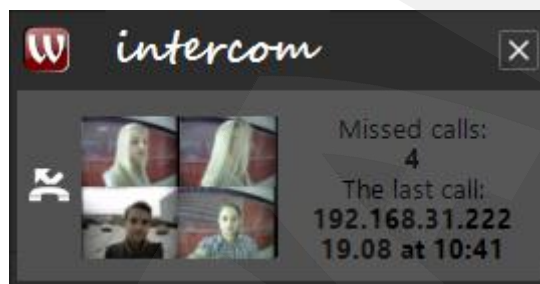 W intercom
Missed calls:
4
The last call:
192.168.31.222
19.08 at 10:41